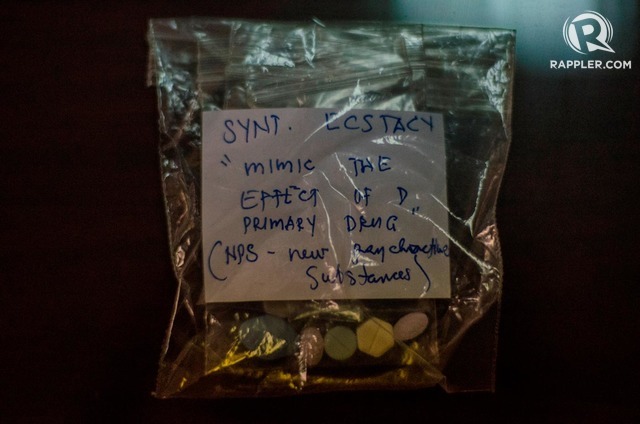 R
RAPPLER.COM
SYNT. ECSTACY
"MIMIC THE
EFFECT OF D
PRIMARY DRUG"
(NPS - new psychoactive
Substances)